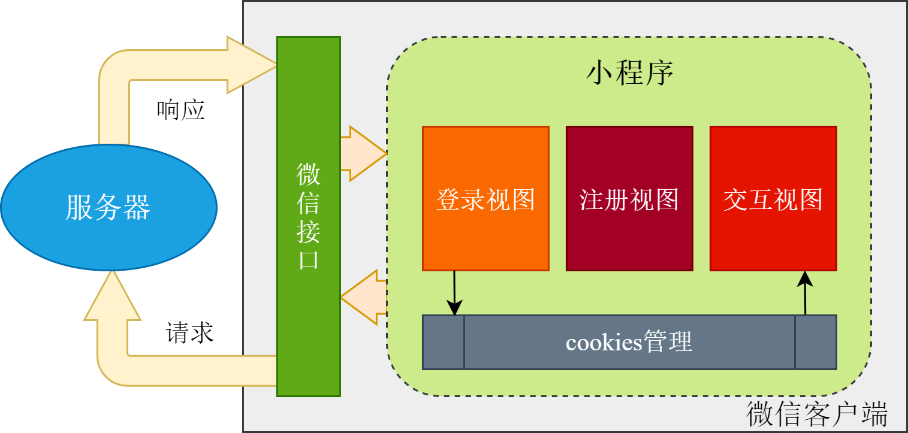 小程序
响应
微信接口
登录视图
注册视图
交互视图
服务器
请求
cookies管理
微信客户端